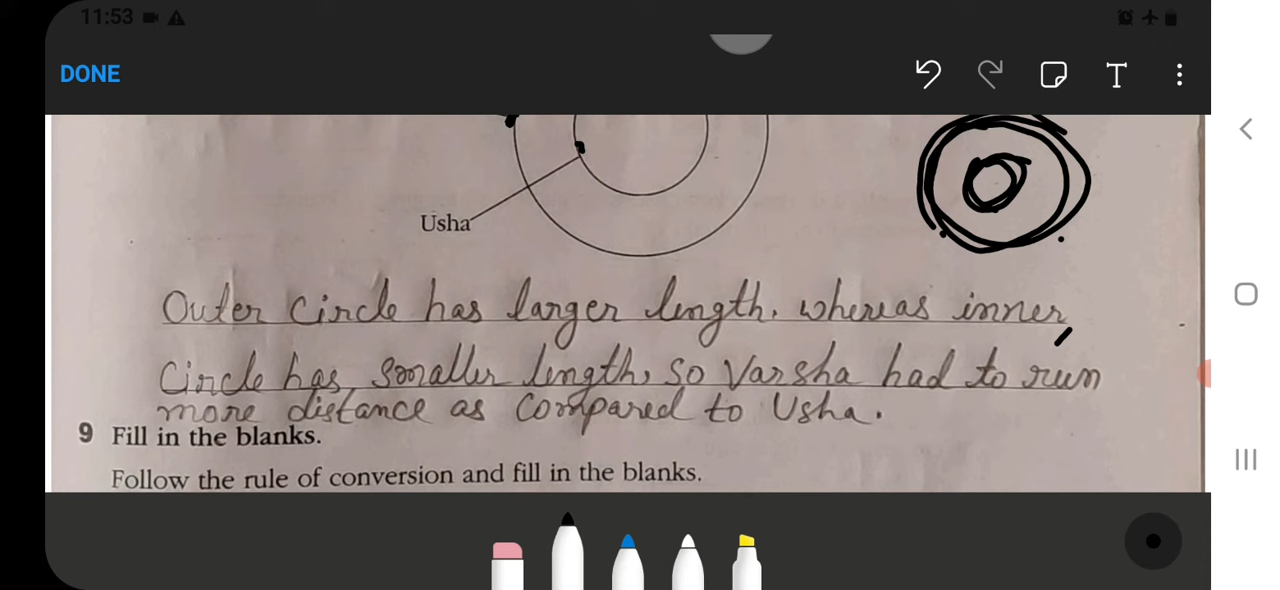 11:53
DONE
T
Usha
Outer Circle has larger length. whereas inner
Circle has smaller length, so Varsha had to run
more distance as compared to Usha.
9 Fill in the blanks.
Follow the rule of conversion and fill in the blanks.